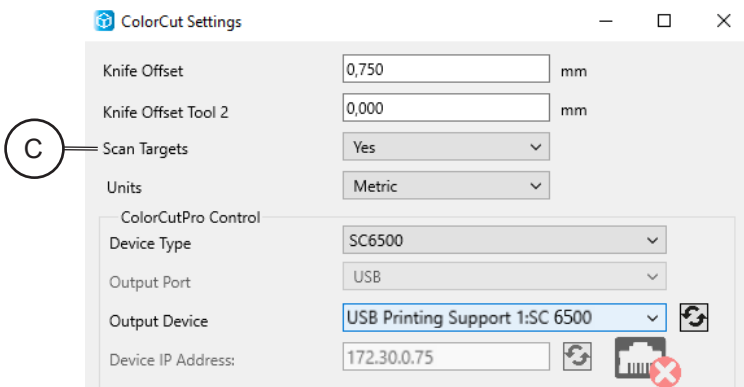 ColorCut Settings
Knife Offset 0,750 mm
Knife Offset Tool 2 0,000 mm
C Scan Targets Yes
Units Metric
ColorCutPro Control
Device Type SC6500
Output Port USB
Output Device USB Printing Support 1:SC 6500
Device IP Address: 172.30.0.75